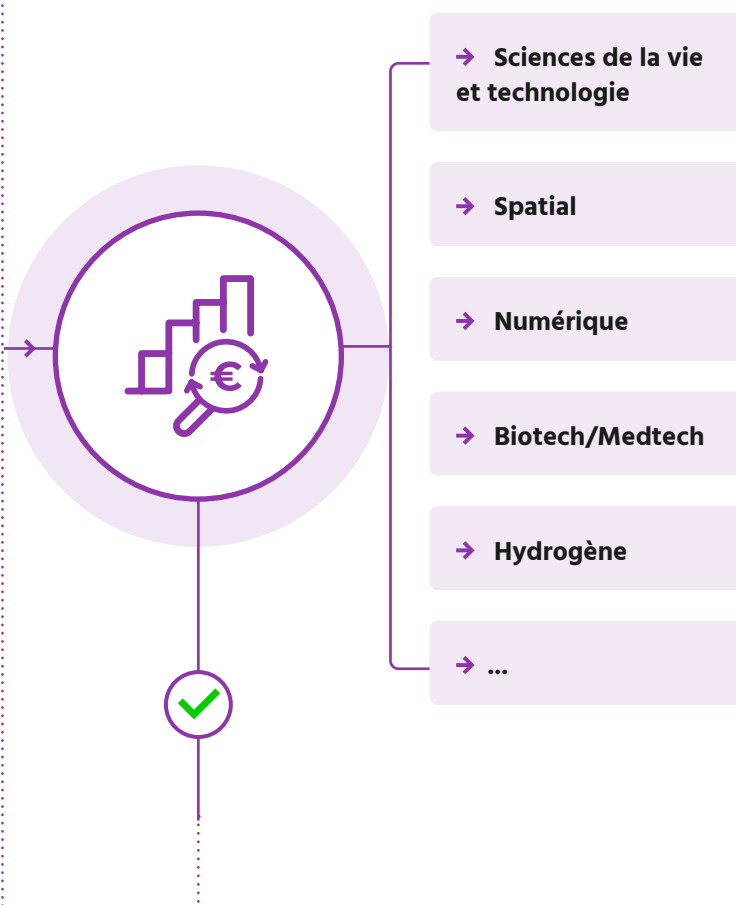 → Sciences de la vie
et technologie
→ Spatial
→ Numérique
→ Biotech/Medtech
→ Hydrogène
→ ...
€